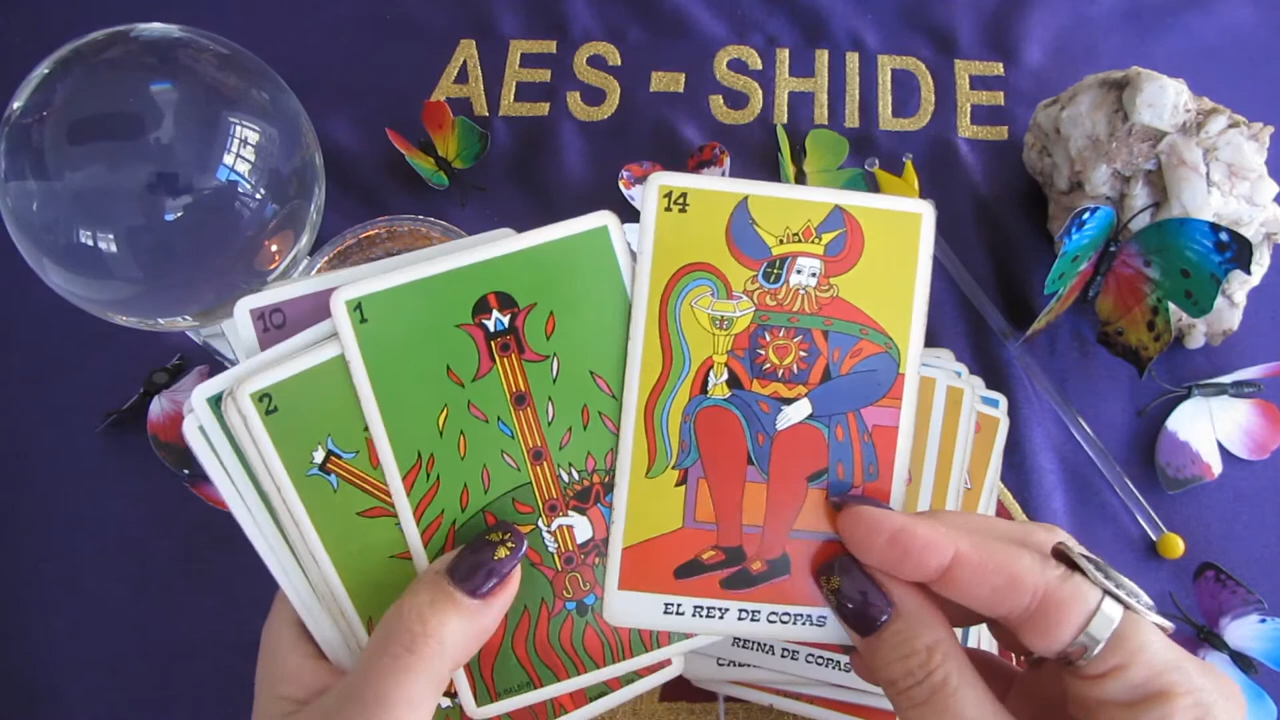 AES - SHIDE
14
10
1
2
EL REY DE COPAS
REINA DE COPAS